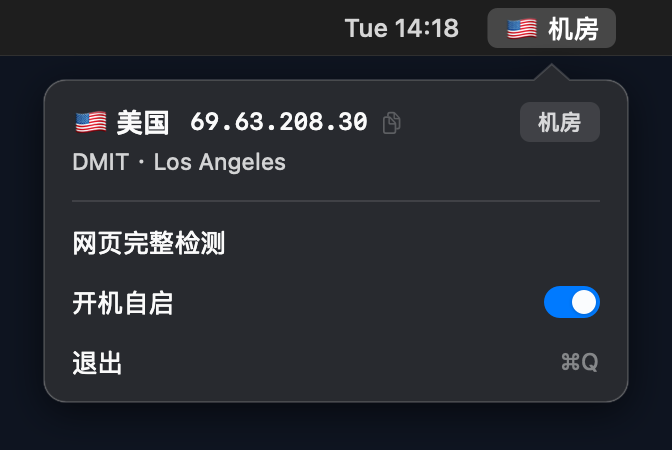 Tue 14:18 🇺🇸 机房
🇺🇸 美国 69.63.208.30 机房
DMIT · Los Angeles
网页完整检测
开机自启
退出 ⌘Q